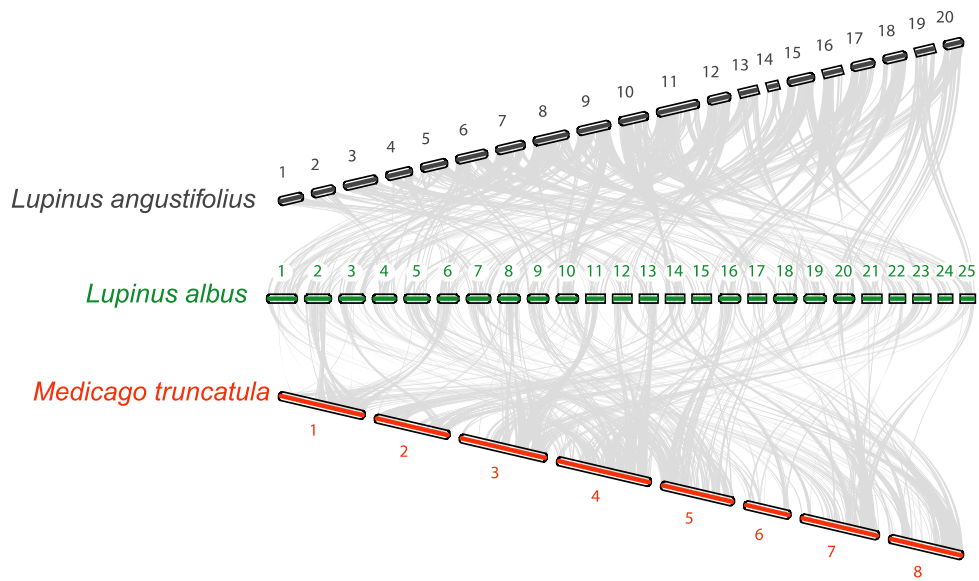 1 2 3 4 5 6 7 8 9 10 11 12 13 14 15 16 17 18 19 20
Lupinus angustifolius
1 2 3 4 5 6 7 8 9 10 11 12 13 14 15 16 17 18 19 20 21 22 23 24 25
Lupinus albus
Medicago truncatula
1 2 3 4 5 6 7 8